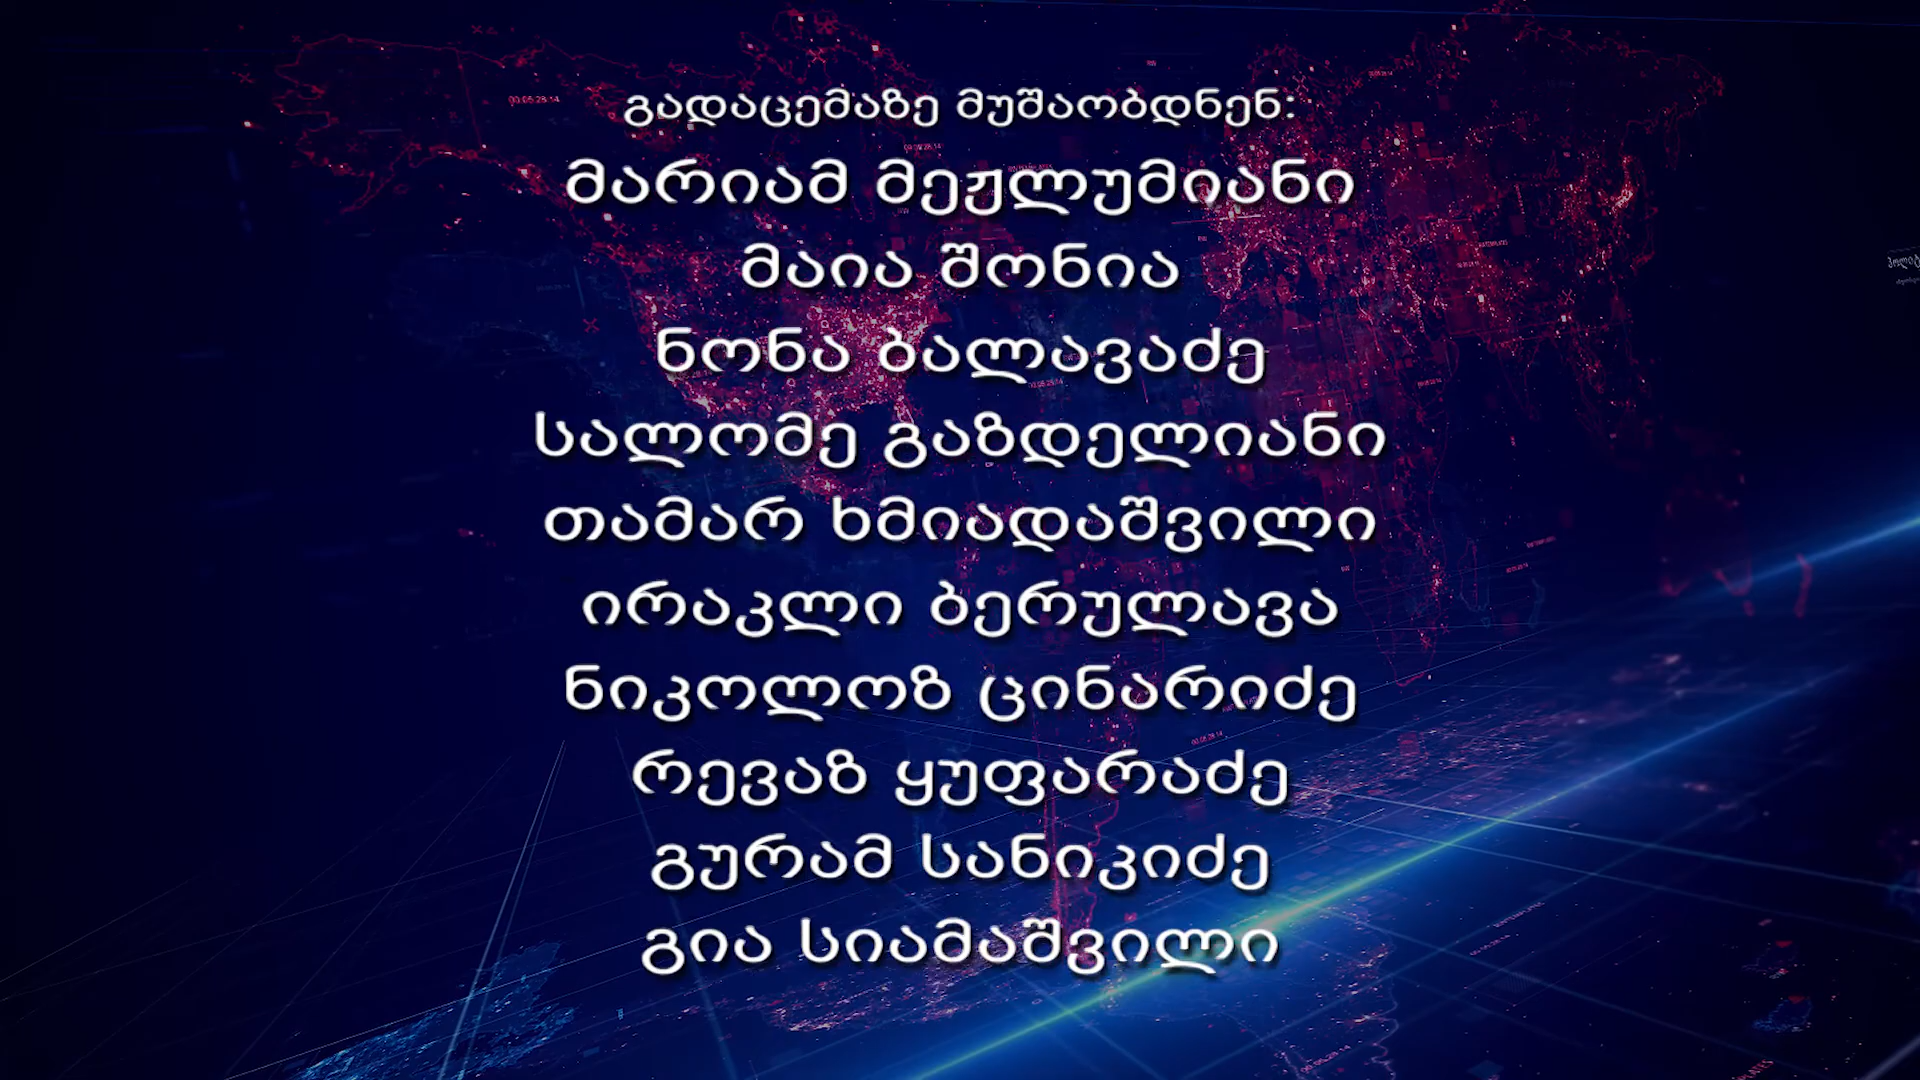 გადაცემაზე მუშაობდნენ:
მარიამ მეჟლუმიანი
მაია შონია
ნონა ბალავაძე
სალომე გაზდელიანი
თამარ ხმიადაშვილი
ირაკლი ბერულავა
ნიკოლოზ ცინარიძე
რევაზ ყუფარაძე
გურამ სანიკიძე
გია სიამაშვილი